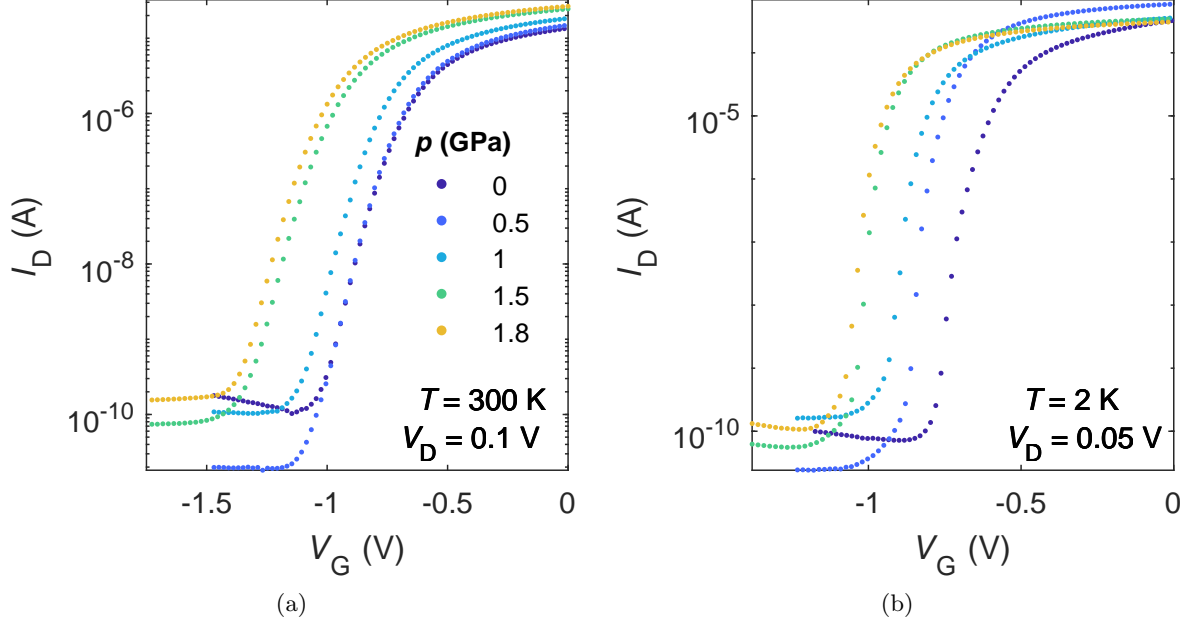 10^-6
10^-8
10^-10
I_D (A)
p (GPa)
0
0.5
1
1.5
1.8
T = 300 K
V_D = 0.1 V
-1.5 -1 -0.5 0
V_G (V)
(a)
10^-5
10^-10
I_D (A)
T = 2 K
V_D = 0.05 V
-1 -0.5 0
V_G (V)
(b)